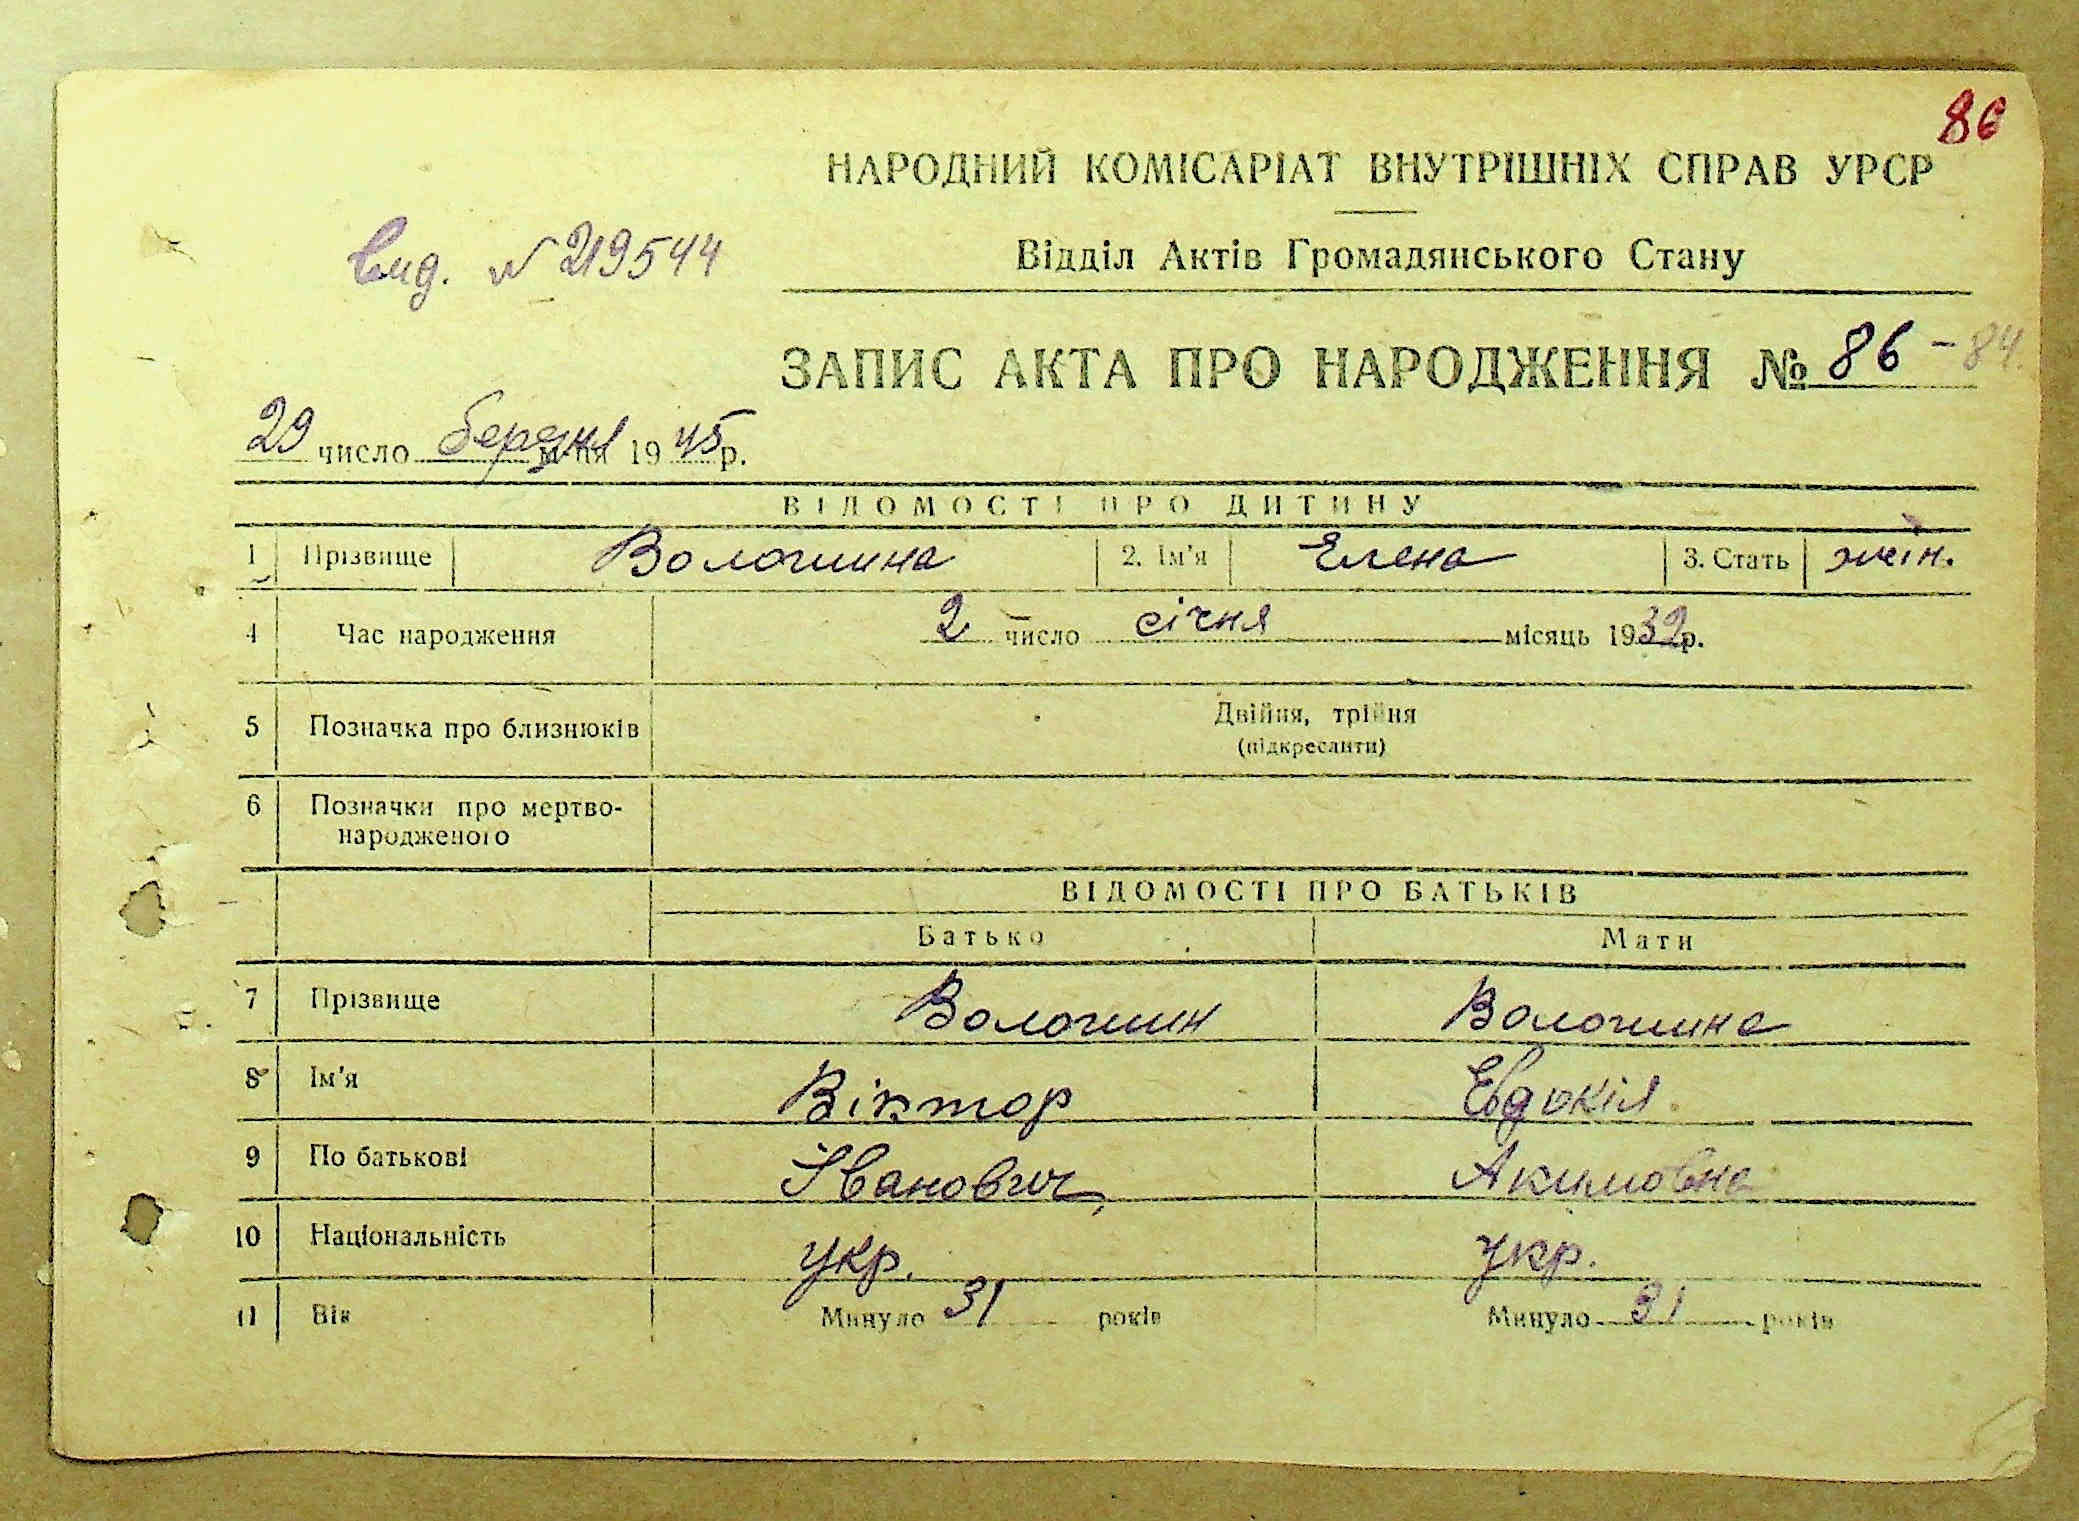 86
НАРОДНИЙ КОМІСАРІАТ ВНУТРІШНІХ СПРАВ УРСР
вид. N 219544
Відділ Актів Громадянського Стану
ЗАПИС АКТА ПРО НАРОДЖЕННЯ № 86 - 84.
29 число березня м-ця 1945 р.
ВІДОМОСТІ ПРО ДИТИНУ
1 Прізвище Волошина 2. Ім'я Елена 3. Стать жін.
4 Час народження 2 число січня місяць 1932 р.
5 Позначка про близнюків Двійня, трійня
(підкреслити)
6 Позначки про мертво-
народженого
ВІДОМОСТІ ПРО БАТЬКІВ
Батько Мати
7 Прізвище Волошин Волошина
8 Ім'я Віктор Евдокія
9 По батькові Іванович Акимовна
10 Національність укр. укр.
11 Вік Минуло 31 років Минуло 31 років